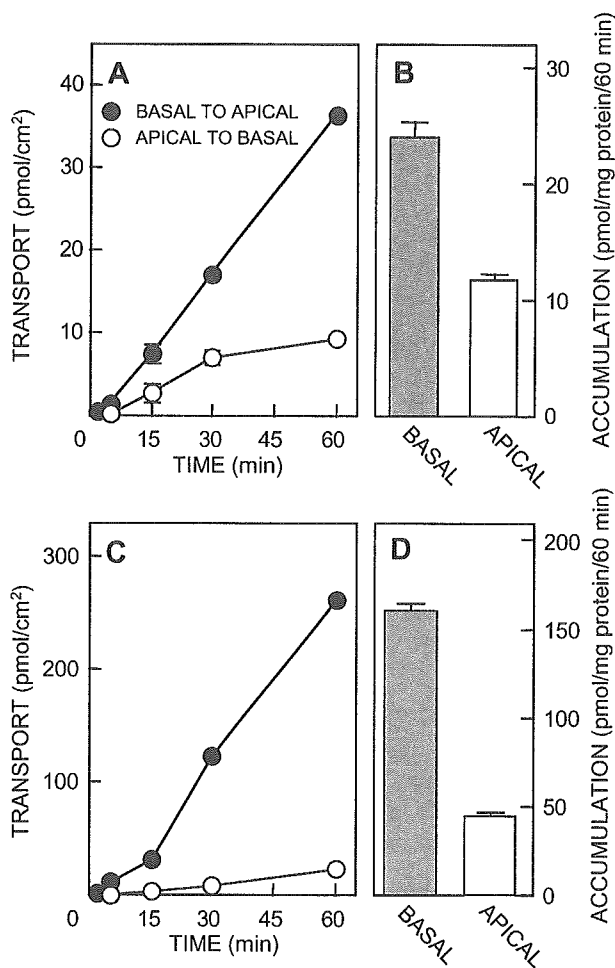 A
B
● BASAL TO APICAL
○ APICAL TO BASAL
TRANSPORT (pmol/cm²)
40
30
20
10
0
15
30
45
60
TIME (min)
30
20
10
0
BASAL
APICAL
ACCUMULATION (pmol/mg protein/60 min)
C
D
TRANSPORT (pmol/cm²)
300
200
100
0
15
30
45
60
TIME (min)
200
150
100
50
0
BASAL
APICAL
ACCUMULATION (pmol/mg protein/60 min)